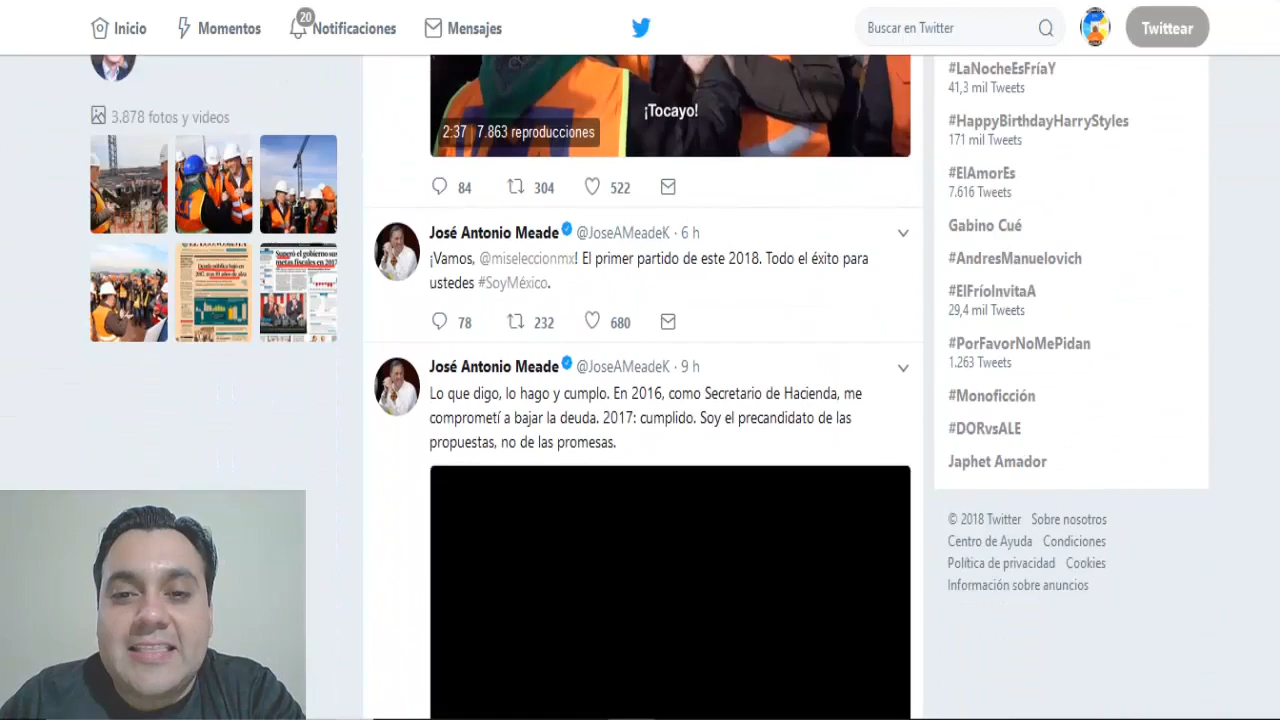 Inicio
Momentos
20
Notificaciones
Mensajes
Buscar en Twitter
Twittear
3.878 fotos y videos
¡Tocayo!
2:37 | 7.863 reproducciones
84 304 522
José Antonio Meade @JoseAMeadeK · 6 h
¡Vamos, @miseleccionmx! El primer partido de este 2018. Todo el éxito para
ustedes #SoyMéxico.
78 232 680
José Antonio Meade @JoseAMeadeK · 9 h
Lo que digo, lo hago y cumplo. En 2016, como Secretario de Hacienda, me
comprometí a bajar la deuda. 2017: cumplido. Soy el precandidato de las
propuestas, no de las promesas.
#LaNocheEsFríaY
41,3 mil Tweets
#HappyBirthdayHarryStyles
171 mil Tweets
#ElAmorEs
7.616 Tweets
Gabino Cué
#AndresManuelovich
#ElFríoInvitaA
29,4 mil Tweets
#PorFavorNoMePidan
1.263 Tweets
#Monoficción
#DORvsALE
Japhet Amador
© 2018 Twitter Sobre nosotros
Centro de Ayuda Condiciones
Política de privacidad Cookies
Información sobre anuncios